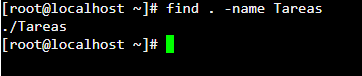 [root@localhost ~]# find . -name Tareas
./Tareas
[root@localhost ~]#